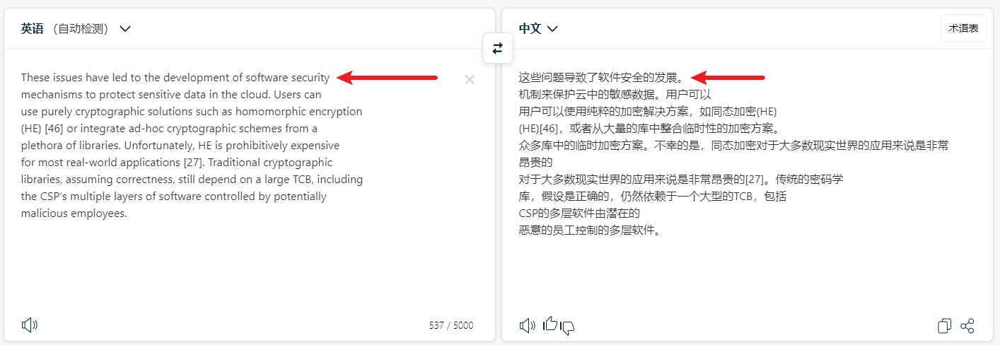 英语 （自动检测）
These issues have led to the development of software security
mechanisms to protect sensitive data in the cloud. Users can
use purely cryptographic solutions such as homomorphic encryption
(HE) [46] or integrate ad-hoc cryptographic schemes from a
plethora of libraries. Unfortunately, HE is prohibitively expensive
for most real-world applications [27]. Traditional cryptographic
libraries, assuming correctness, still depend on a large TCB, including
the CSP’s multiple layers of software controlled by potentially
malicious employees.
537 / 5000
中文
术语表
这些问题导致了软件安全的发展。
机制来保护云中的敏感数据。用户可以
用户可以使用纯粹的加密解决方案，如同态加密(HE)
(HE)[46]，或者从大量的库中整合临时性的加密方案。
众多库中的临时加密方案。不幸的是，同态加密对于大多数现实世界的应用来说是非常
昂贵的
对于大多数现实世界的应用来说是非常昂贵的[27]。传统的密码学
库，假设是正确的，仍然依赖于一个大型的TCB，包括
CSP的多层软件由潜在的
恶意的员工控制的多层软件。